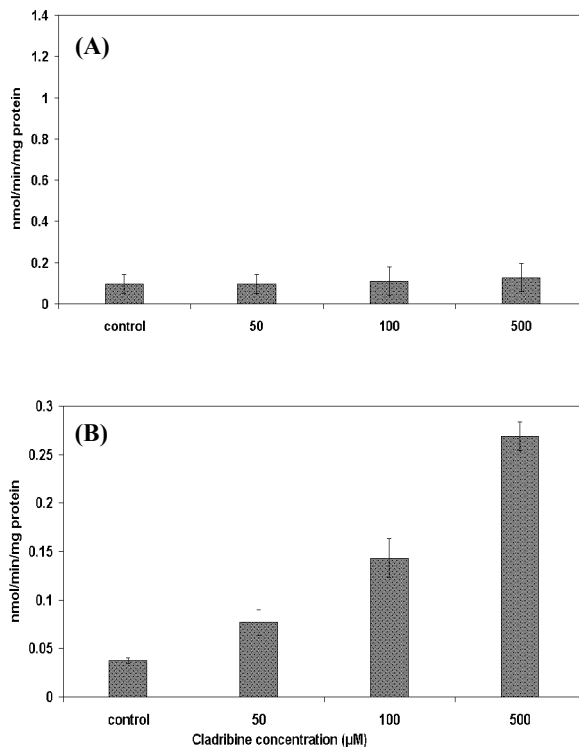 (A)
nmol/min/mg protein
1.4
1.2
1
0.8
0.6
0.4
0.2
0
control 50 100 500
(B)
nmol/min/mg protein
0.3
0.25
0.2
0.15
0.1
0.05
0
control 50 100 500
Cladribine concentration (µM)